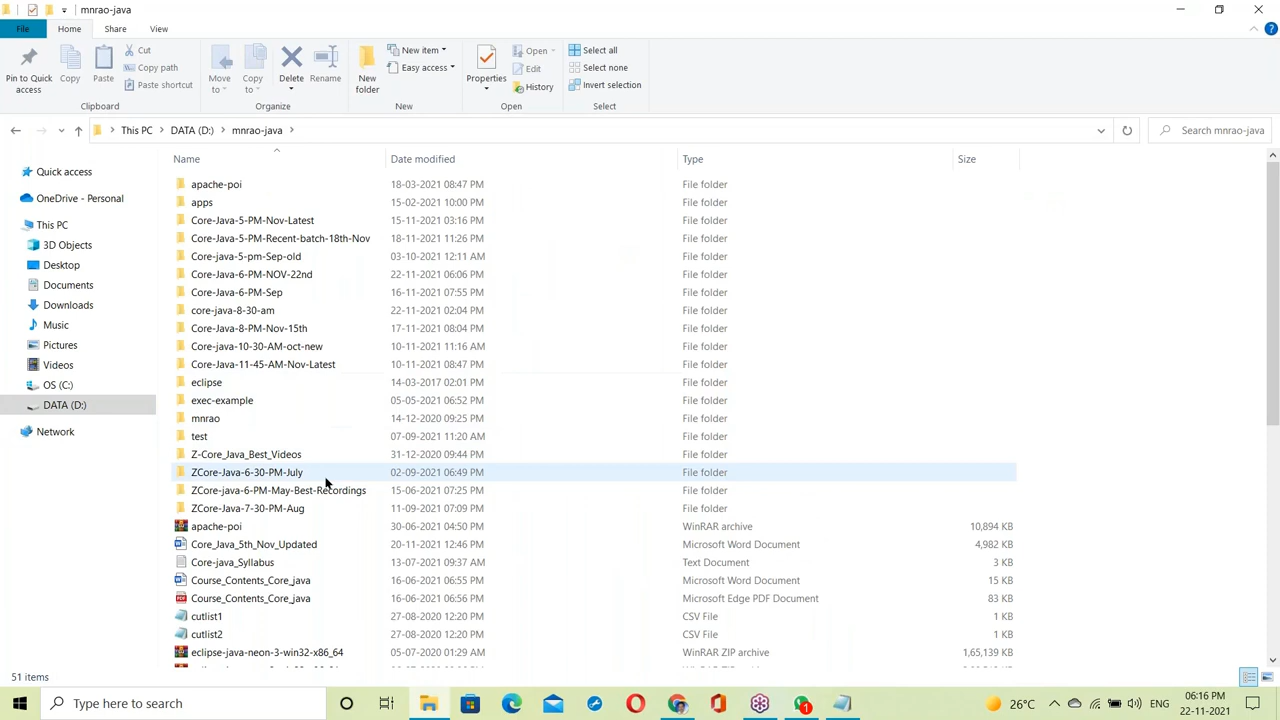 mnrao-java
File Home Share View
Pin to Quick access
Copy
Paste
Cut
Copy path
Paste shortcut
Clipboard
Move to
Copy to
Delete
Rename
Organize
New folder
New item
Easy access
New
Properties
Open
Edit
History
Open
Select all
Select none
Invert selection
Select
This PC DATA (D:) mnrao-java
Search mnrao-java
Quick access
OneDrive - Personal
This PC
3D Objects
Desktop
Documents
Downloads
Music
Pictures
Videos
OS (C:)
DATA (D:)
Network
Name Date modified Type Size
apache-poi 18-03-2021 08:47 PM File folder
apps 15-02-2021 10:00 PM File folder
Core-Java-5-PM-Nov-Latest 15-11-2021 03:16 PM File folder
Core-Java-5-PM-Recent-batch-18th-Nov 18-11-2021 11:26 PM File folder
Core-Java-5-pm-Sep-old 03-10-2021 12:11 AM File folder
Core-Java-6-PM-NOV-22nd 22-11-2021 06:06 PM File folder
Core-Java-6-PM-Sep 16-11-2021 07:55 PM File folder
core-java-8-30-am 22-11-2021 02:04 PM File folder
Core-Java-8-PM-Nov-15th 17-11-2021 08:04 PM File folder
Core-java-10-30-AM-oct-new 10-11-2021 11:16 AM File folder
Core-Java-11-45-AM-Nov-Latest 10-11-2021 08:47 PM File folder
eclipse 14-03-2017 02:01 PM File folder
exec-example 05-05-2021 06:52 PM File folder
mnrao 14-12-2020 09:25 PM File folder
test 07-09-2021 11:20 AM File folder
Z-Core_Java_Best_Videos 31-12-2020 09:44 PM File folder
ZCore-Java-6-30-PM-July 02-09-2021 06:49 PM File folder
ZCore-java-6-PM-May-Best-Recordings 15-06-2021 07:25 PM File folder
ZCore-Java-7-30-PM-Aug 11-09-2021 07:09 PM File folder
apache-poi 30-06-2021 04:50 PM WinRAR archive 10,894 KB
Core_Java_5th_Nov_Updated 20-11-2021 12:46 PM Microsoft Word Document 4,982 KB
Core-java_Syllabus 13-07-2021 09:37 AM Text Document 3 KB
Course_Contents_Core_java 16-06-2021 06:55 PM Microsoft Word Document 15 KB
Course_Contents_Core_java 16-06-2021 06:56 PM Microsoft Edge PDF Document 83 KB
cutlist1 27-08-2020 12:20 PM CSV File 1 KB
cutlist2 27-08-2020 12:20 PM CSV File 1 KB
eclipse-java-neon-3-win32-x86_64 05-07-2020 01:29 AM WinRAR ZIP archive 1,65,139 KB
51 items
Type here to search
1
26°C
ENG
06:16 PM
22-11-2021